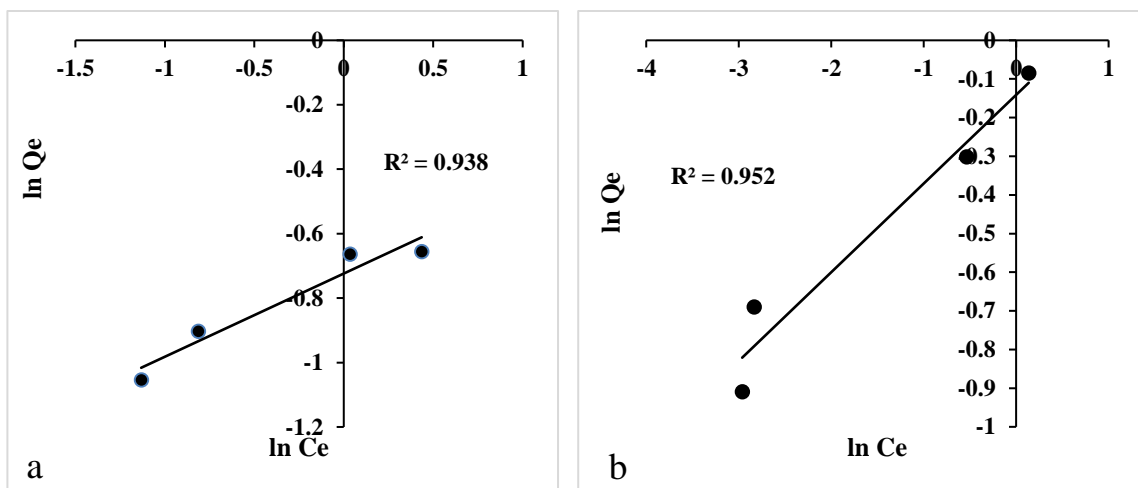 0
-1.5 -1 -0.5 0 0.5 1
-0.2
-0.4
-0.6
-0.8
-1
-1.2
ln Qe
R² = 0.938
ln Ce
a
0
-4 -3 -2 -1 0 1
-0.1
-0.2
-0.3
-0.4
-0.5
-0.6
-0.7
-0.8
-0.9
-1
ln Qe
R² = 0.952
ln Ce
b